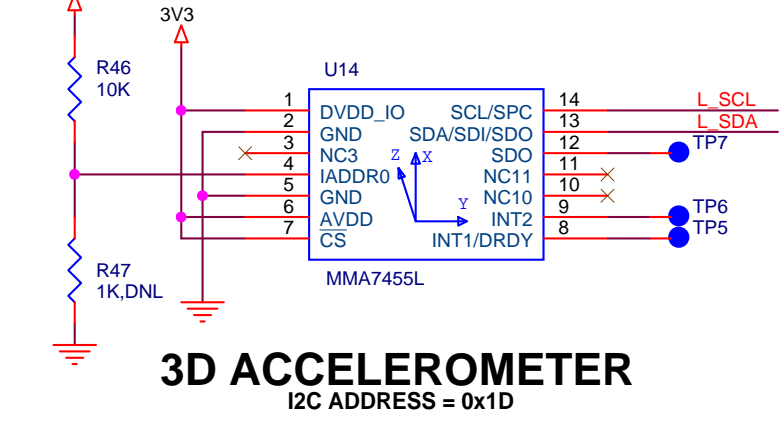 3V3
R46
10K
U14
1 DVDD_IO SCL/SPC 14 L_SCL
2 GND SDA/SDI/SDO 13 L_SDA
3 NC3 SDO 12 TP7
4 IADDR0 NC11 11
5 GND NC10 10
6 AVDD INT2 9 TP6
7 CS INT1/DRDY 8 TP5
Z X
Y
R47
1K,DNL
MMA7455L
3D ACCELEROMETER
I2C ADDRESS = 0x1D